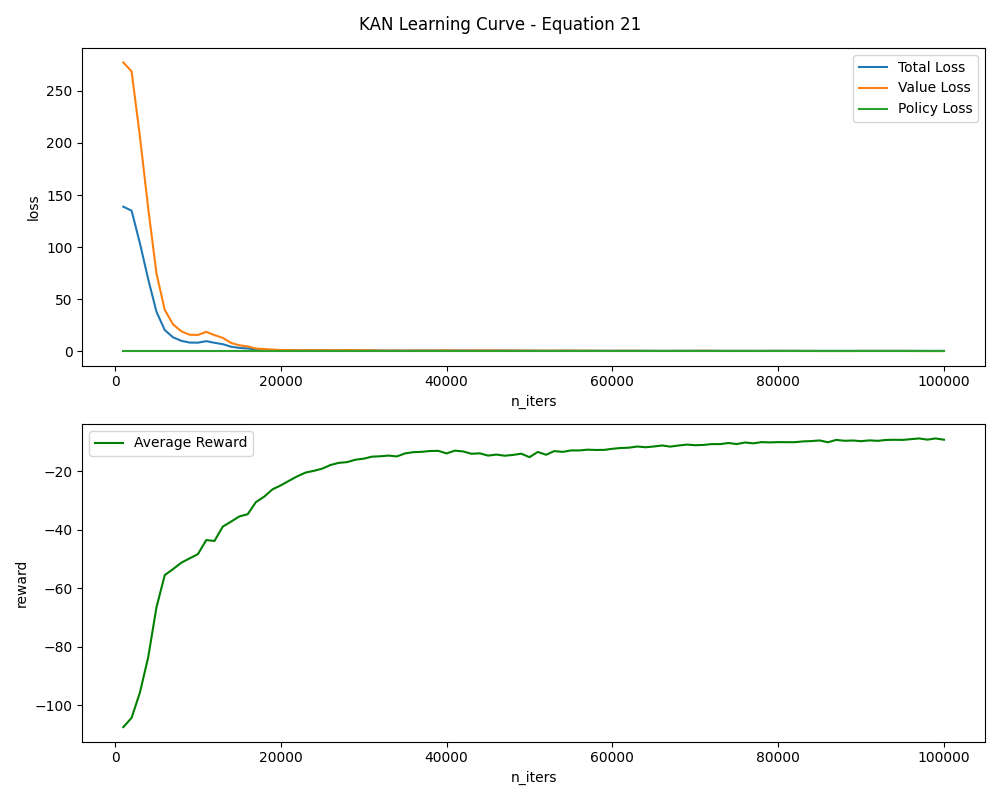 KAN Learning Curve - Equation 21
Total Loss
Value Loss
Policy Loss
250
200
150
100
50
0
loss
0 20000 40000 60000 80000 100000
n_iters
Average Reward
−20
−40
−60
−80
−100
reward
0 20000 40000 60000 80000 100000
n_iters